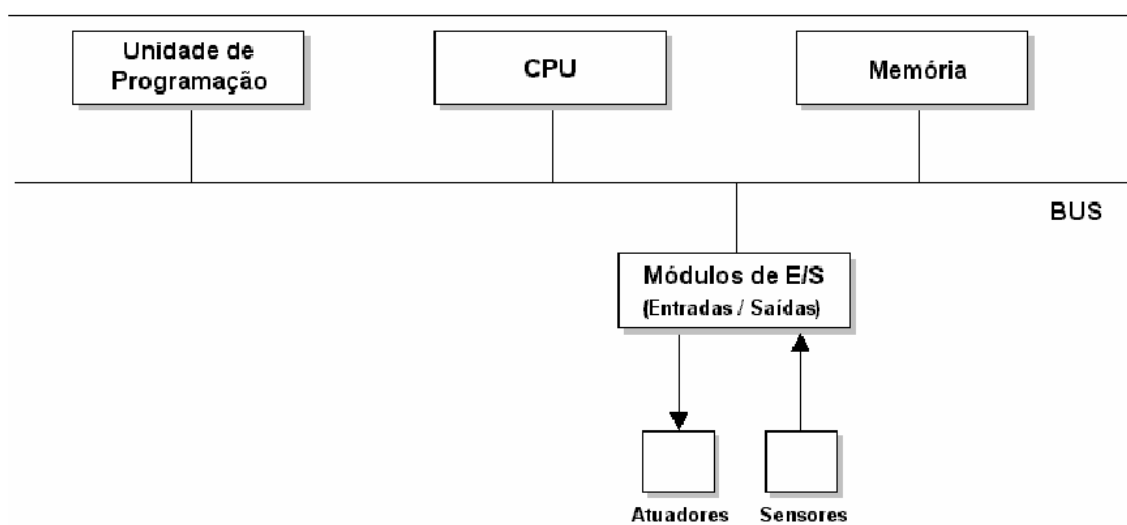 Unidade de
Programação
CPU
Memória
BUS
Módulos de E/S
(Entradas / Saídas)
Atuadores
Sensores